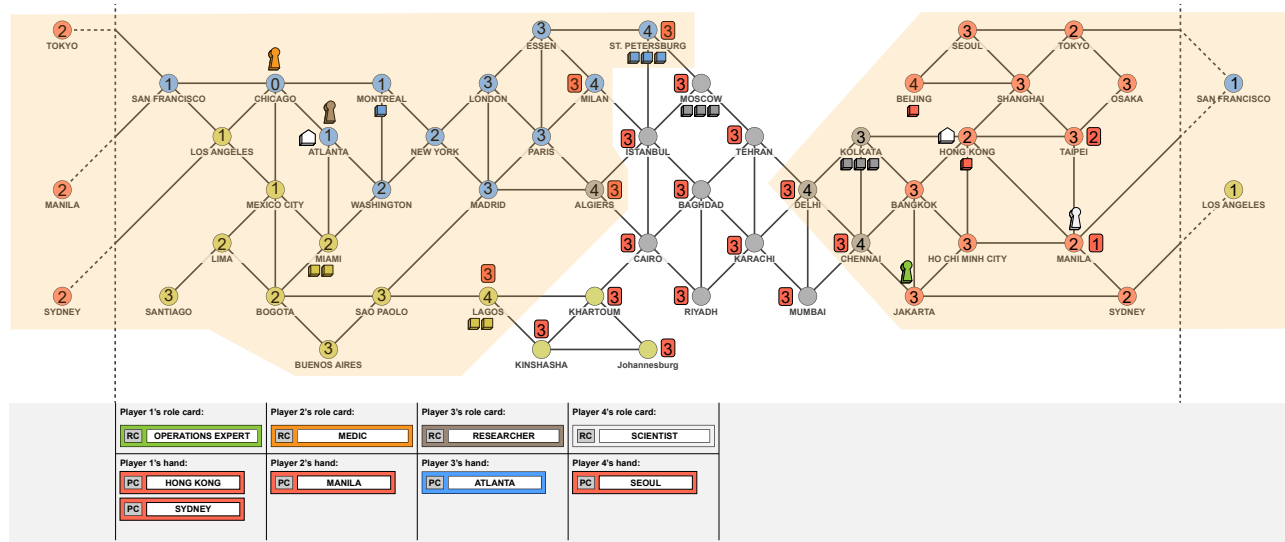 3 4 3 3 2
TOKYO ESSEN ST. PETERSBURG SEOUL TOKYO
2
1 0 1 3 3 3 3 4 3 3 1
SAN FRANCISCO CHICAGO MONTREAL LONDON MILAN MOSCOW BEIJING SHANGHAI OSAKA SAN FRANCISCO
1 1 2 3 3 3 3 2 3 2
LOS ANGELES ATLANTA NEW YORK PARIS ISTANBUL TEHRAN KOLKATA HONG KONG TAIPEI
2 1 2 3 4 3 3 3 4 3 1
MANILA MEXICO CITY WASHINGTON MADRID ALGIERS BAGHDAD DELHI BANGKOK LOS ANGELES
2 2 3 3 3 4 3 2 1
LIMA MIAMI CAIRO KARACHI CHENNAI HO CHI MINH CITY MANILA
3
2 3 2 3 4 3 3 3 3 2
SYDNEY SANTIAGO BOGOTA SAO PAOLO LAGOS KHARTOUM RIYADH MUMBAI JAKARTA SYDNEY
3
3 3
BUENOS AIRES KINSHASHA Johannesburg
Player 1's role card: Player 2's role card: Player 3's role card: Player 4's role card:
RC OPERATIONS EXPERT RC MEDIC RC RESEARCHER RC SCIENTIST
Player 1's hand: Player 2's hand: Player 3's hand: Player 4's hand:
PC HONG KONG PC MANILA PC ATLANTA PC SEOUL
PC SYDNEY